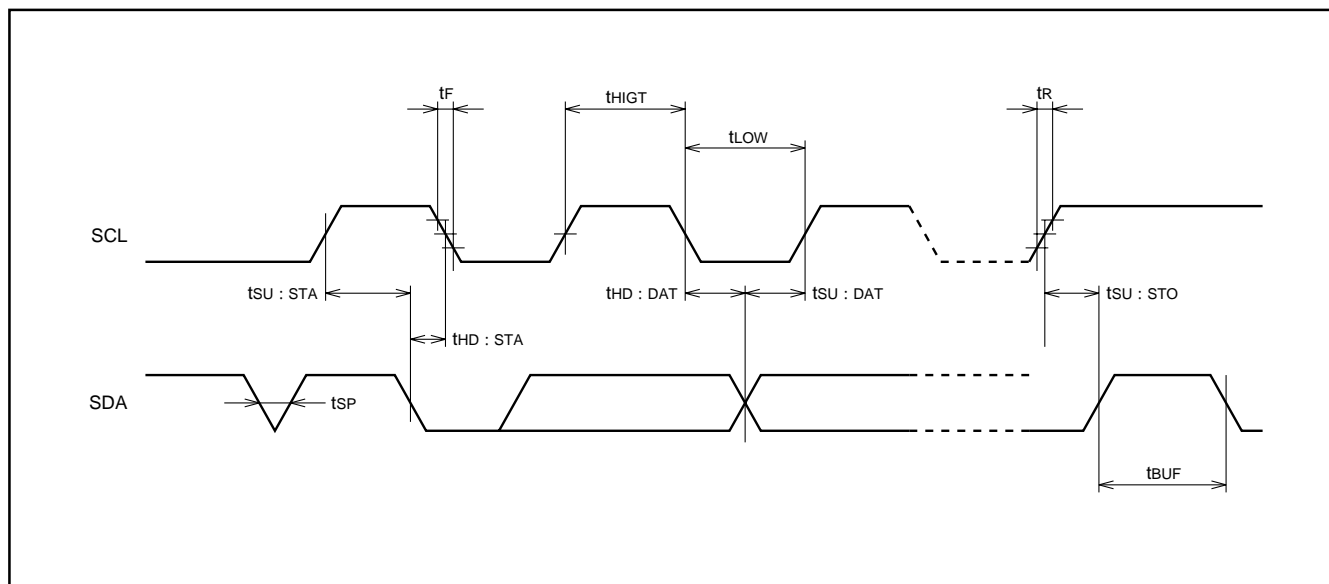 tF
tHIGT
tR
tLOW
SCL
tSU : STA
tHD : DAT
tSU : DAT
tSU : STO
tHD : STA
SDA
tSP
tBUF